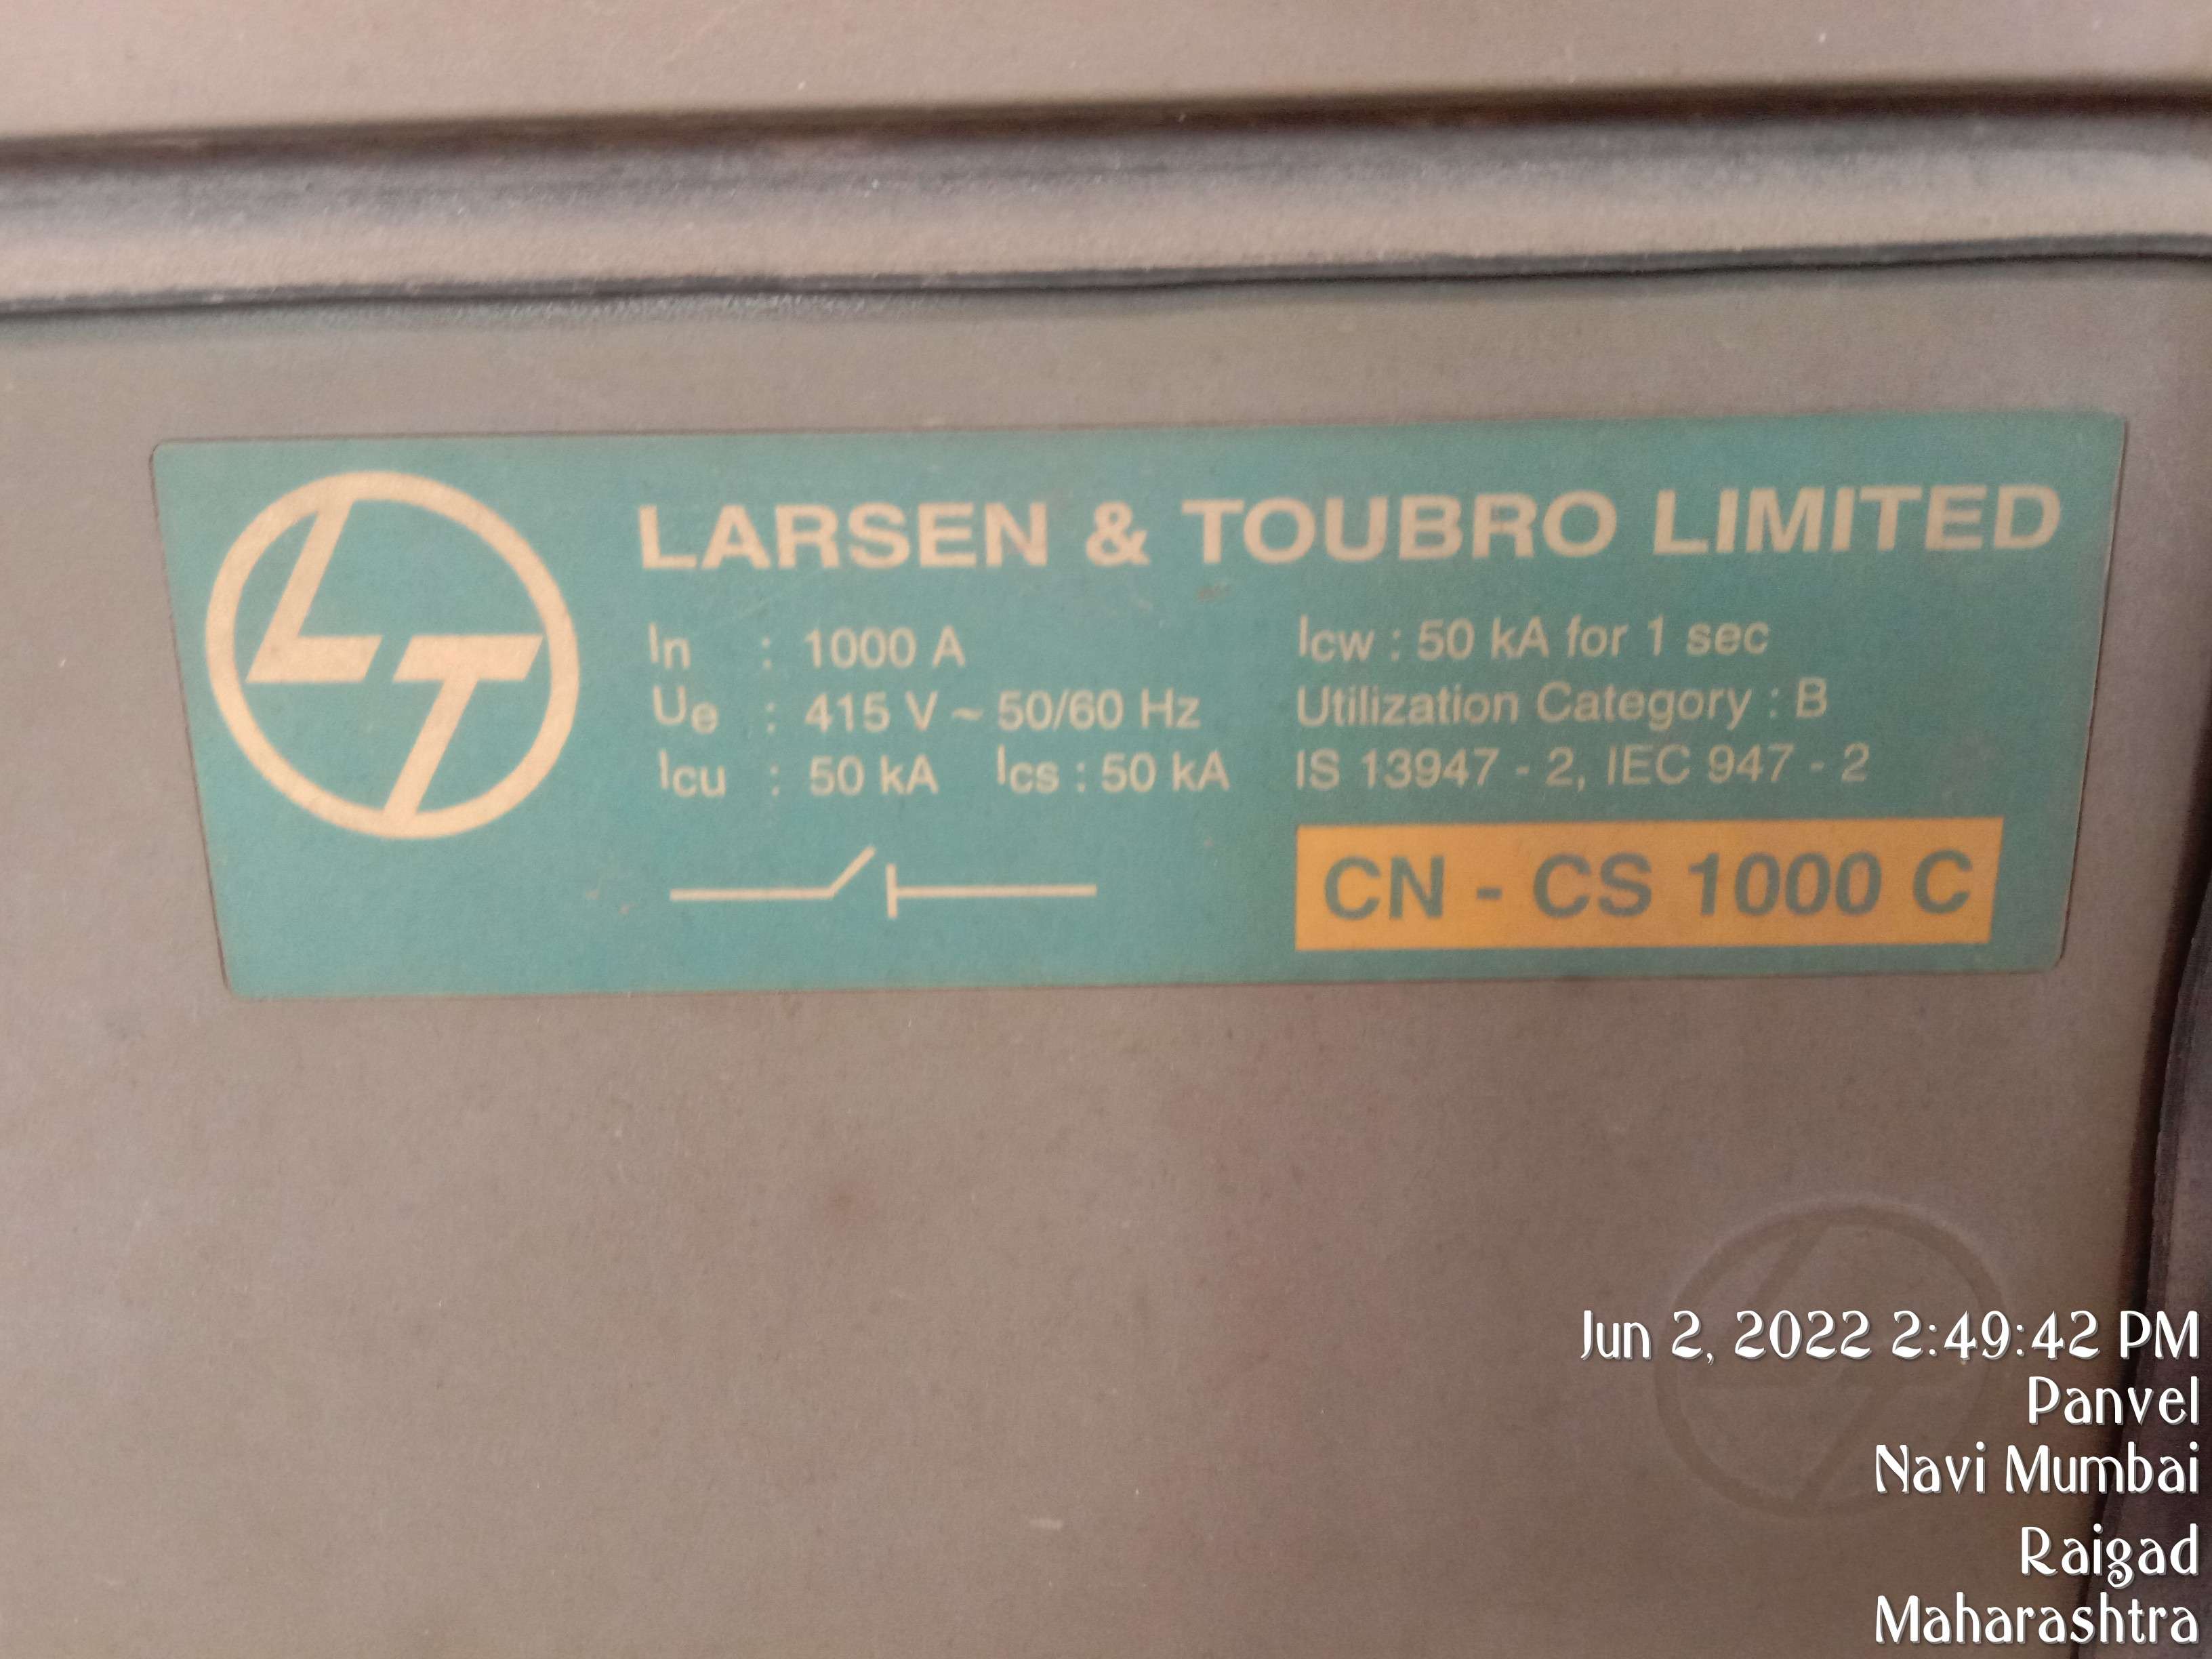 LT
LARSEN & TOUBRO LIMITED
In : 1000 A
Ue : 415 V ~ 50/60 Hz
Icu : 50 kA Ics : 50 kA
Icw : 50 kA for 1 sec
Utilization Category : B
IS 13947 - 2, IEC 947 - 2
CN - CS 1000 C
Jun 2, 2022 2:49:42 PM
Panvel
Navi Mumbai
Raigad
Maharashtra